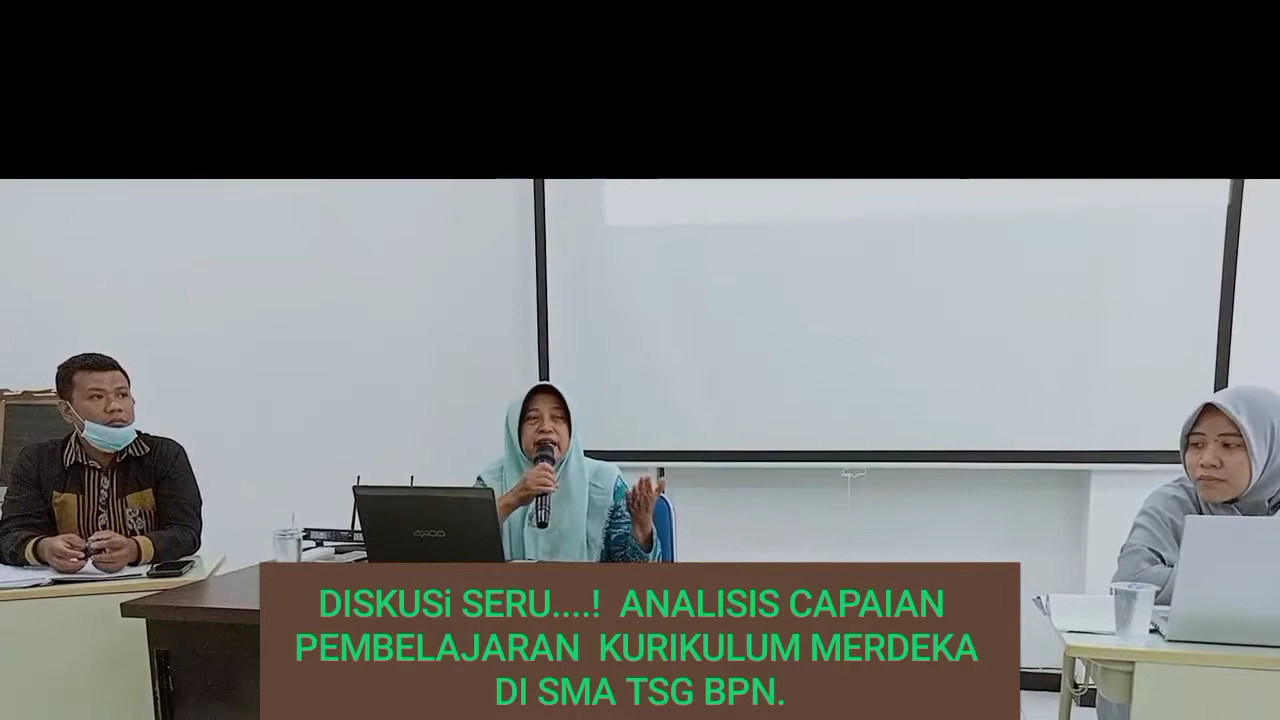 DISKUSi SERU....! ANALISIS CAPAIAN
PEMBELAJARAN KURIKULUM MERDEKA
DI SMA TSG BPN.